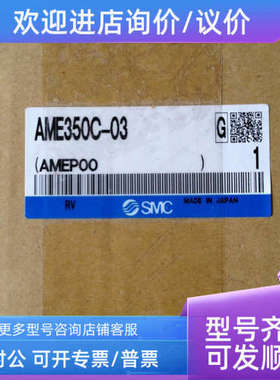 欢迎进店询价/议价
AME350C-03
G
(AMEP00 )
1
RV
SMC
MADE IN JAPAN
更多型号咨询店铺客服
对公 可开专票/普票
型号齐
可发顺